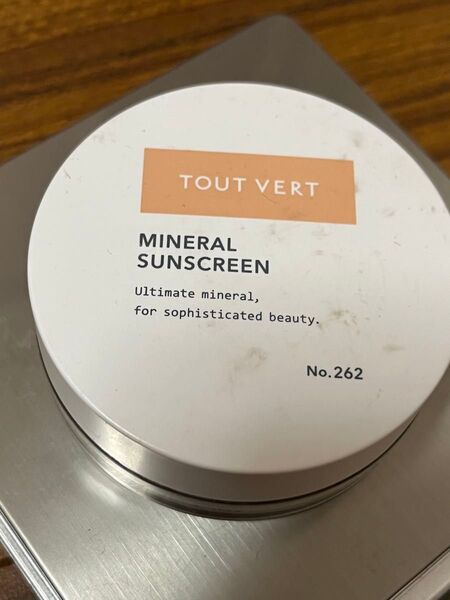 TOUT VERT
MINERAL
SUNSCREEN
Ultimate mineral,
for sophisticated beauty.
No.262